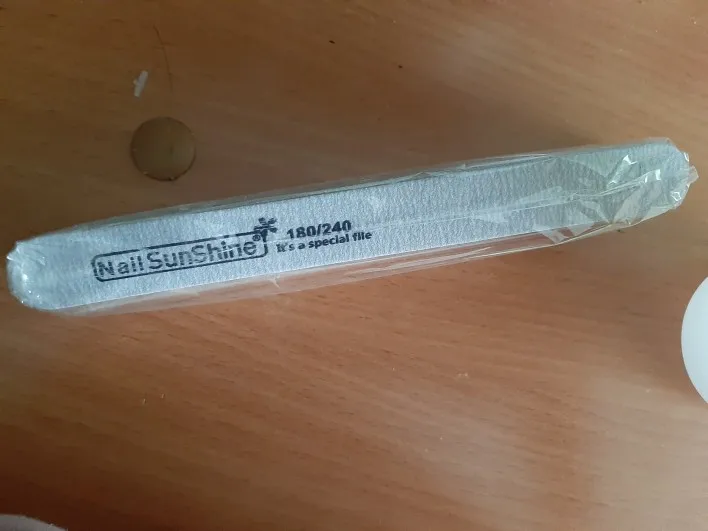 Nail SunShine®
180/240
It's a special file